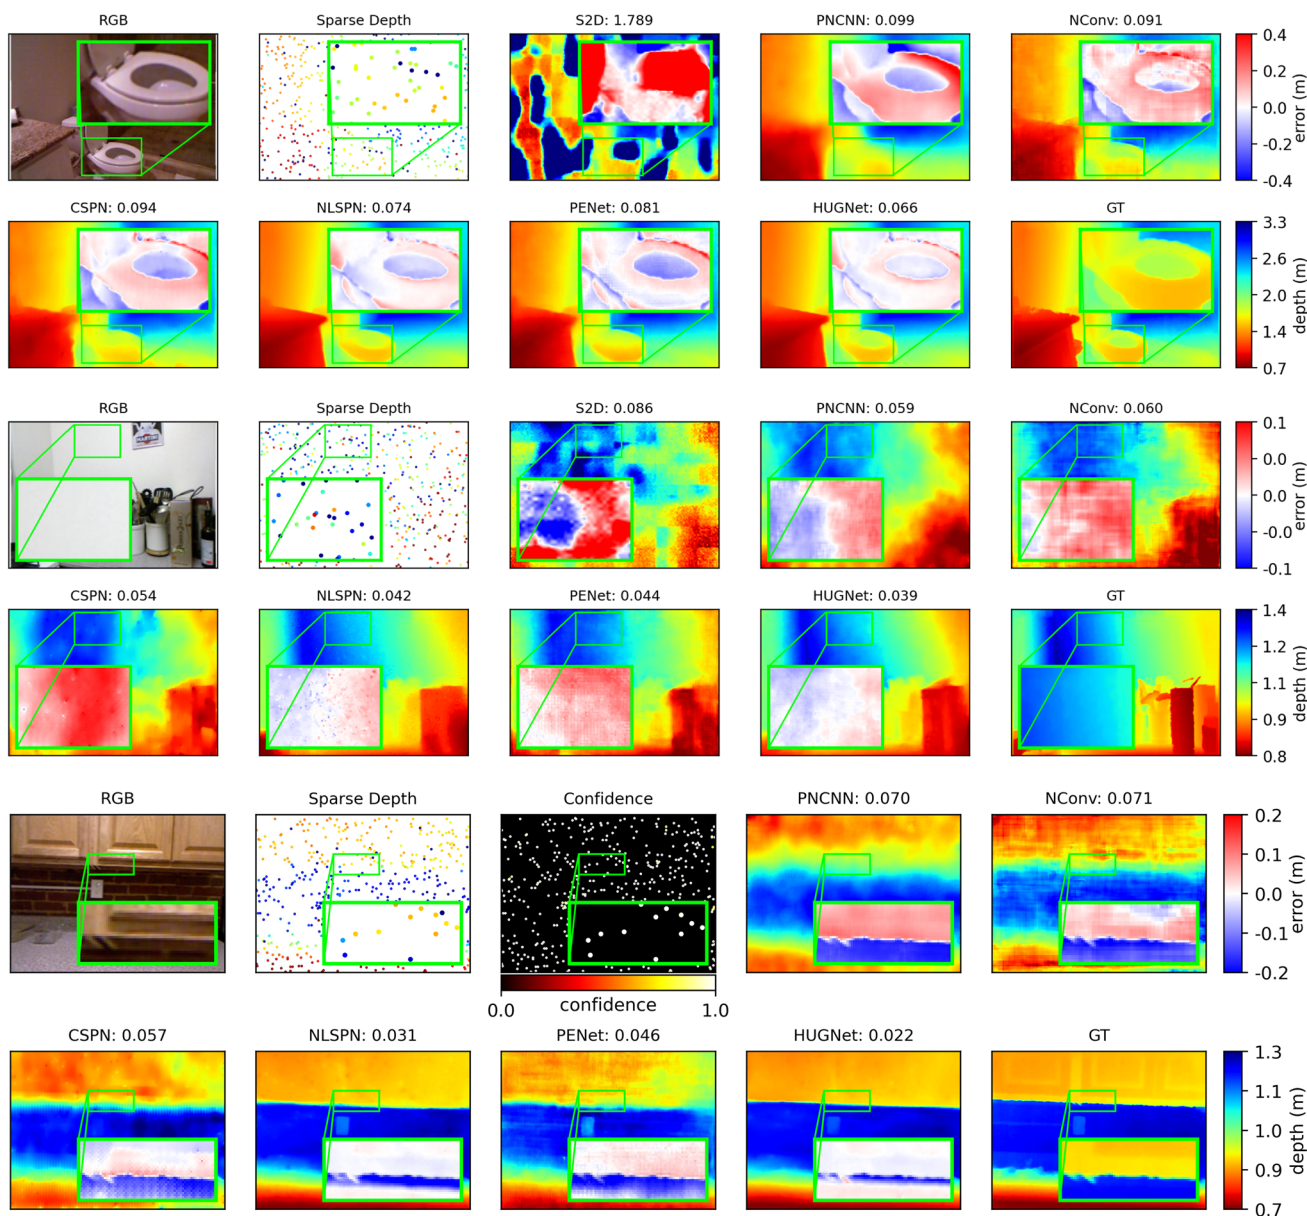 RGB Sparse Depth S2D: 1.789 PNCNN: 0.099 NConv: 0.091
0.4
0.2
0.0
-0.2
-0.4
error (m)
CSPN: 0.094 NLSPN: 0.074 PENet: 0.081 HUGNet: 0.066 GT
3.3
2.6
2.0
1.4
0.7
depth (m)
RGB Sparse Depth S2D: 0.086 PNCNN: 0.059 NConv: 0.060
0.1
0.0
0.0
-0.0
-0.1
error (m)
CSPN: 0.054 NLSPN: 0.042 PENet: 0.044 HUGNet: 0.039 GT
1.4
1.2
1.1
0.9
0.8
depth (m)
RGB Sparse Depth Confidence PNCNN: 0.070 NConv: 0.071
0.2
0.1
0.0
-0.1
-0.2
error (m)
0.0 confidence 1.0
CSPN: 0.057 NLSPN: 0.031 PENet: 0.046 HUGNet: 0.022 GT
1.3
1.2
1.0
0.9
0.7
depth (m)